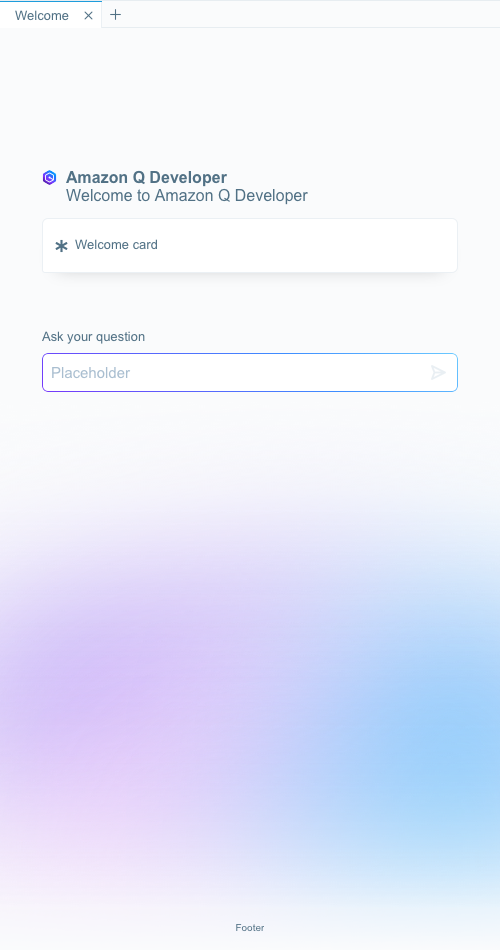 Welcome
Amazon Q Developer
Welcome to Amazon Q Developer
Welcome card
Ask your question
Placeholder
Footer